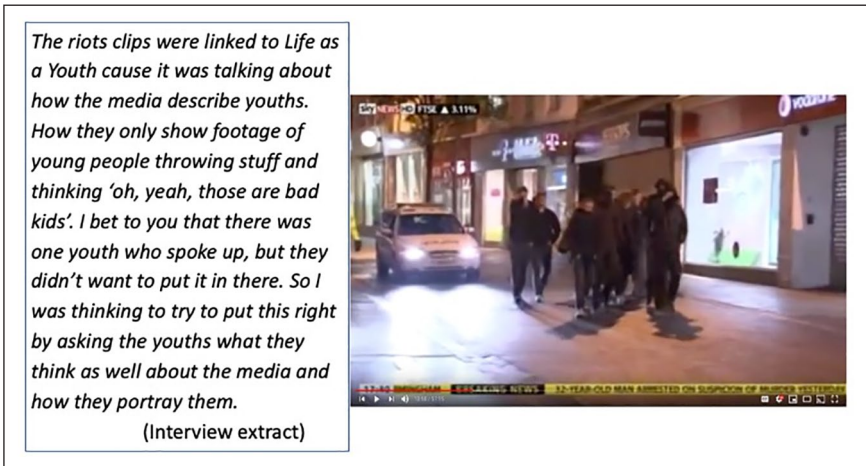 The riots clips were linked to Life as
a Youth cause it was talking about
how the media describe youths.
How they only show footage of
young people throwing stuff and
thinking ‘oh, yeah, those are bad
kids’. I bet to you that there was
one youth who spoke up, but they
didn’t want to put it in there. So I
was thinking to try to put this right
by asking the youths what they
think as well about the media and
how they portray them.
(Interview extract)
sky NEWS HD FTSE ▲ 3.11%
vodafone
BREAKING NEWS 32-YEAR-OLD MAN ARRESTED ON SUSPICION OF MURDER YESTERDAY